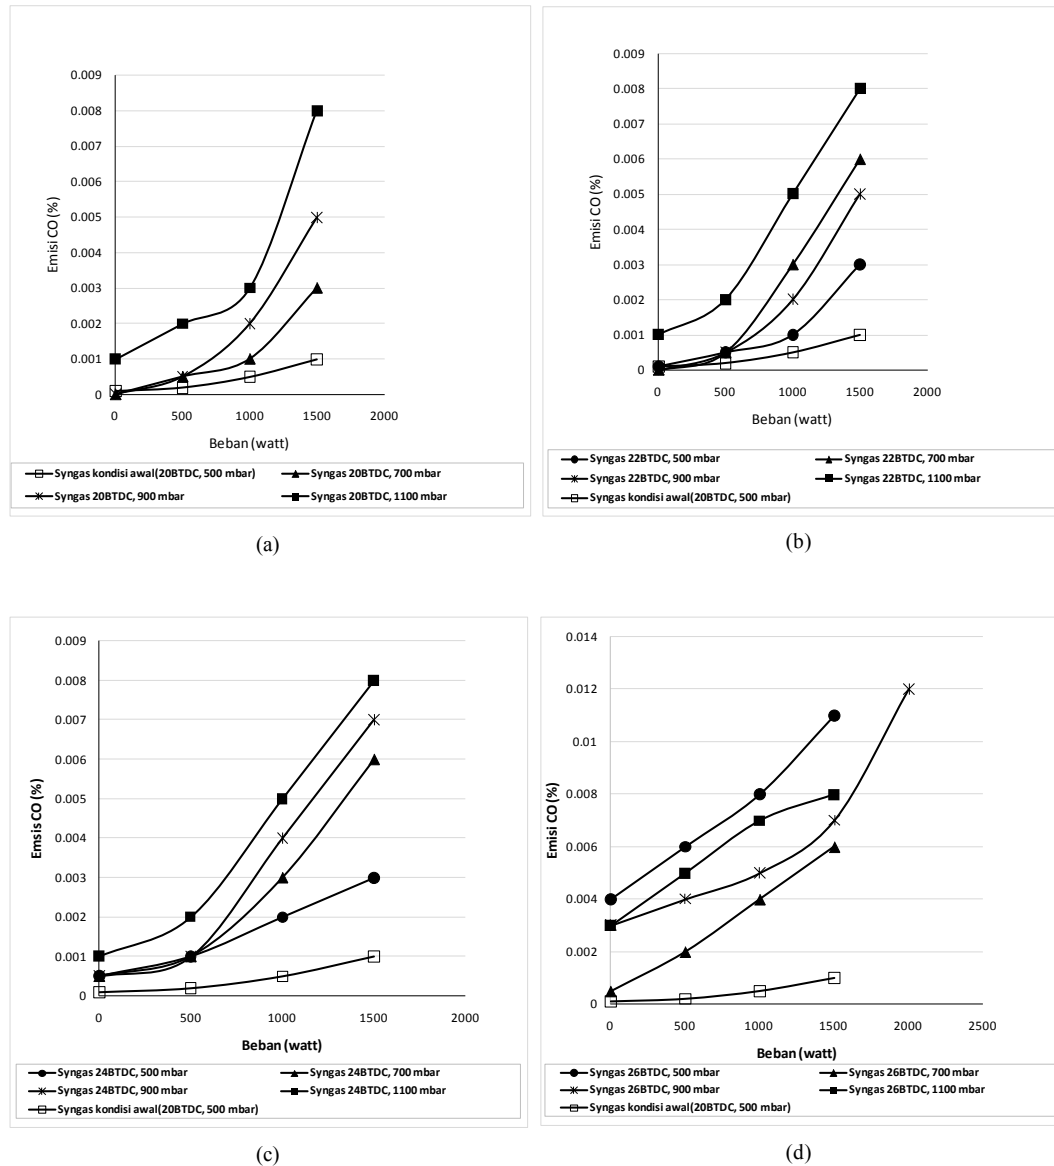 0.009
0.008
0.007
0.006
0.005
0.004
0.003
0.002
0.001
0
Emisi CO (%)
0 500 1000 1500 2000
Beban (watt)
Syngas kondisi awal(20BTDC, 500 mbar) Syngas 20BTDC, 700 mbar
Syngas 20BTDC, 900 mbar Syngas 20BTDC, 1100 mbar
(a)
0.009
0.008
0.007
0.006
0.005
0.004
0.003
0.002
0.001
0
Emisi CO (%)
0 500 1000 1500 2000
Beban (watt)
Syngas 22BTDC, 500 mbar Syngas 22BTDC, 700 mbar
Syngas 22BTDC, 900 mbar Syngas 22BTDC, 1100 mbar
Syngas kondisi awal(20BTDC, 500 mbar)
(b)
0.009
0.008
0.007
0.006
0.005
0.004
0.003
0.002
0.001
0
Emsis CO (%)
0 500 1000 1500 2000
Beban (watt)
Syngas 24BTDC, 500 mbar Syngas 24BTDC, 700 mbar
Syngas 24BTDC, 900 mbar Syngas 24BTDC, 1100 mbar
Syngas kondisi awal(20BTDC, 500 mbar)
(c)
0.014
0.012
0.01
0.008
0.006
0.004
0.002
0
Emisi CO (%)
0 500 1000 1500 2000 2500
Beban (watt)
Syngas 26BTDC, 500 mbar Syngas 26BTDC, 700 mbar
Syngas 26BTDC, 900 mbar Syngas 26BTDC, 1100 mbar
Syngas kondisi awal(20BTDC, 500 mbar)
(d)